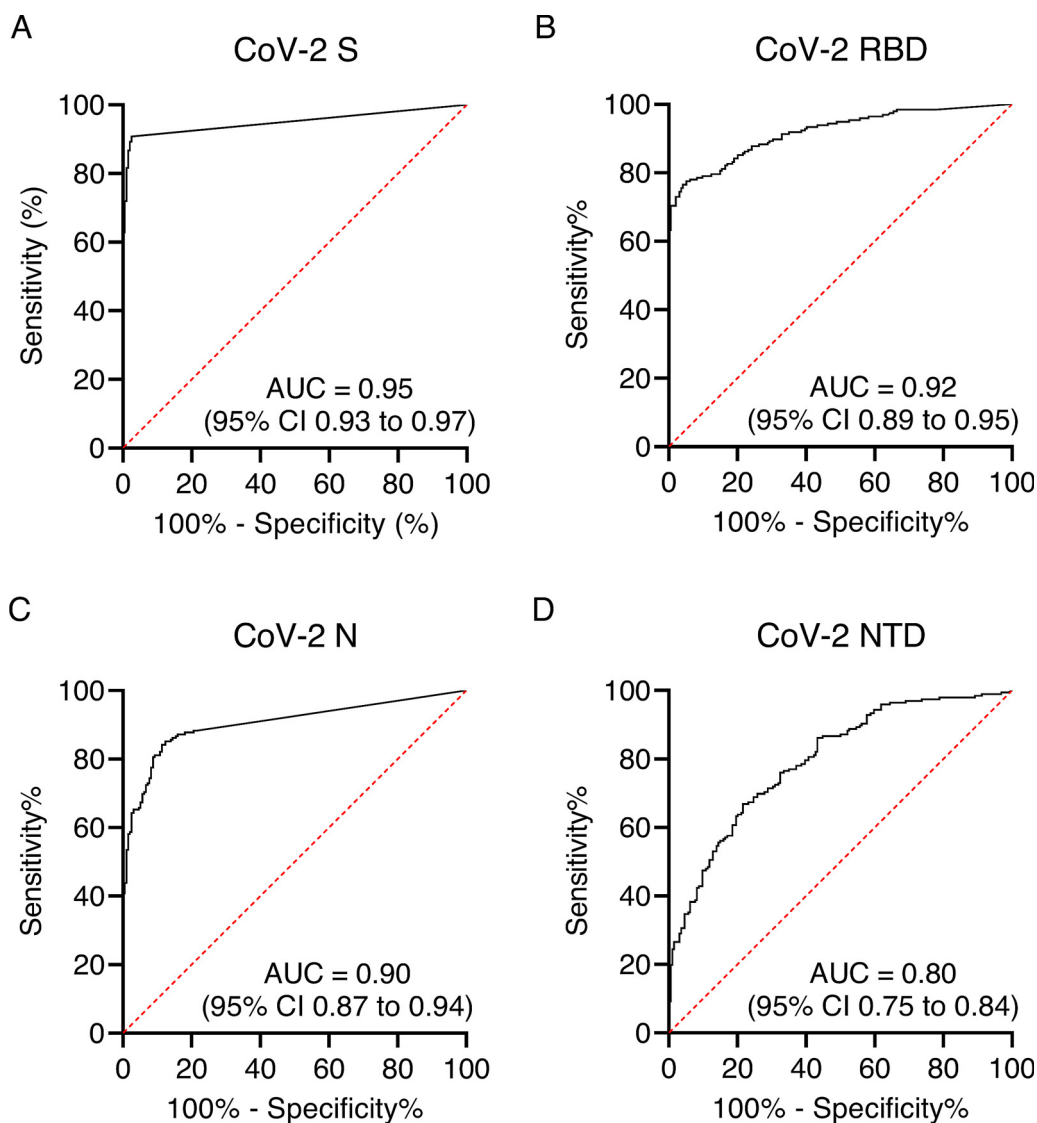 A
CoV-2 S
100
80
60
40
20
0
Sensitivity (%)
AUC = 0.95
(95% CI 0.93 to 0.97)
0 20 40 60 80 100
100% - Specificity (%)
B
CoV-2 RBD
100
80
60
40
20
0
Sensitivity%
AUC = 0.92
(95% CI 0.89 to 0.95)
0 20 40 60 80 100
100% - Specificity%
C
CoV-2 N
100
80
60
40
20
0
Sensitivity%
AUC = 0.90
(95% CI 0.87 to 0.94)
0 20 40 60 80 100
100% - Specificity%
D
CoV-2 NTD
100
80
60
40
20
0
Sensitivity%
AUC = 0.80
(95% CI 0.75 to 0.84)
0 20 40 60 80 100
100% - Specificity%